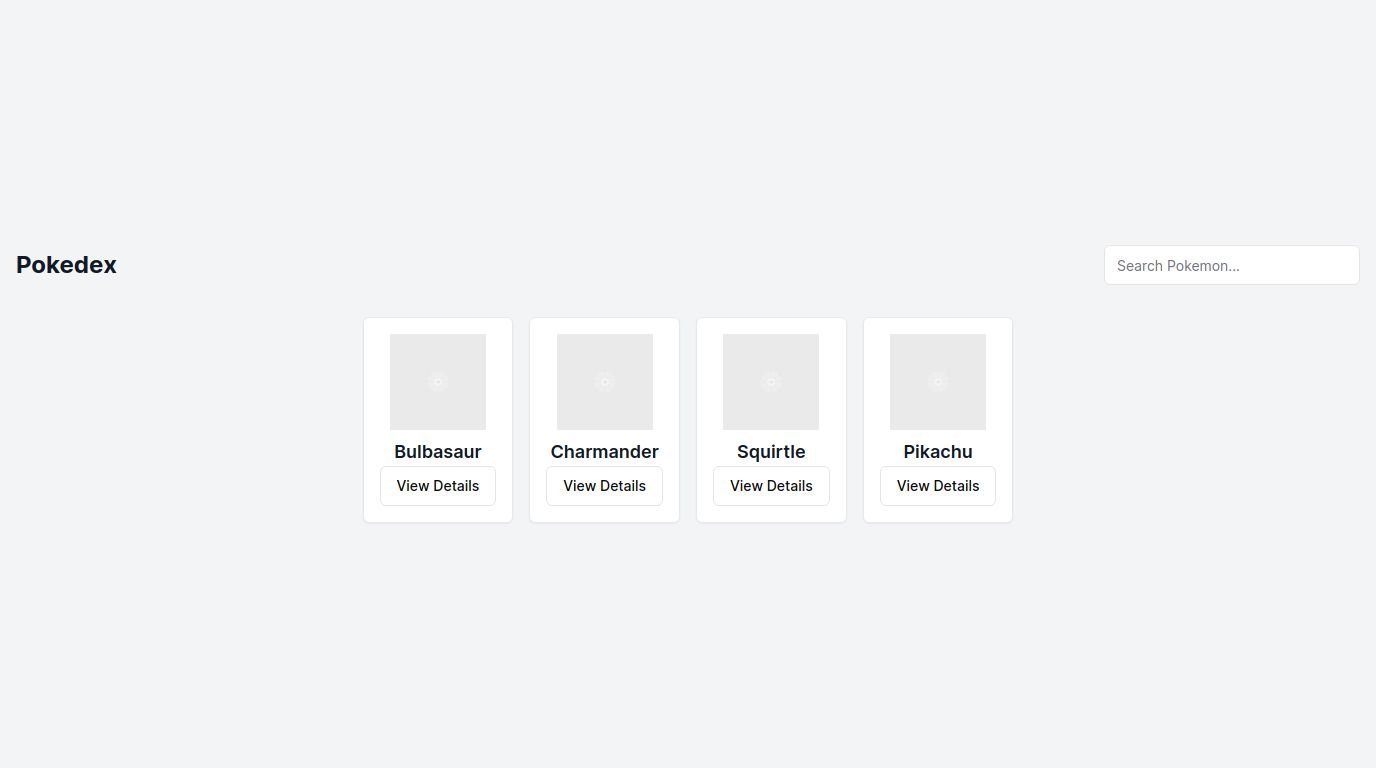 Pokedex
Search Pokemon...
Bulbasaur
View Details
Charmander
View Details
Squirtle
View Details
Pikachu
View Details